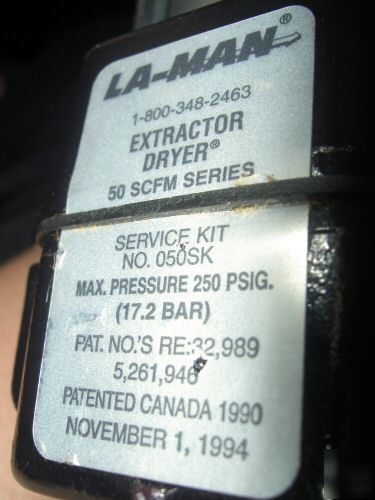 LA-MAN®
1-800-348-2463
EXTRACTOR
DRYER®
50 SCFM SERIES
SERVICE KIT
NO. 050SK
MAX. PRESSURE 250 PSIG.
(17.2 BAR)
PAT. NO.'S RE:32,989
5,261,946
PATENTED CANADA 1990
NOVEMBER 1, 1994